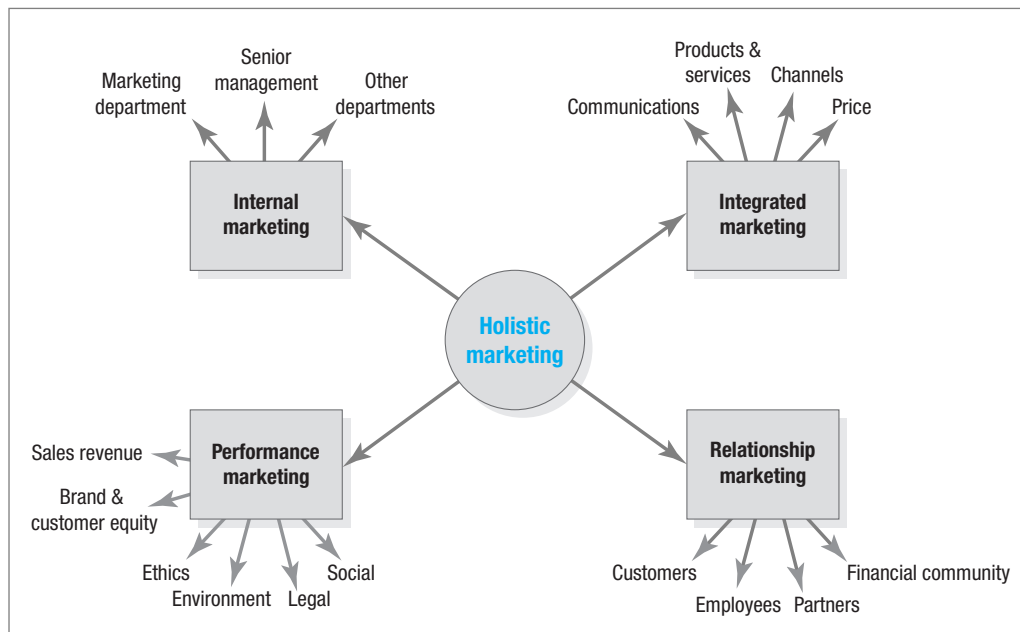 Senior
management
Marketing
department
Other
departments
Internal
marketing
Products &
services
Channels
Communications
Price
Integrated
marketing
Holistic
marketing
Sales revenue
Brand &
customer equity
Performance
marketing
Ethics
Environment
Legal
Social
Relationship
marketing
Customers
Employees
Partners
Financial community